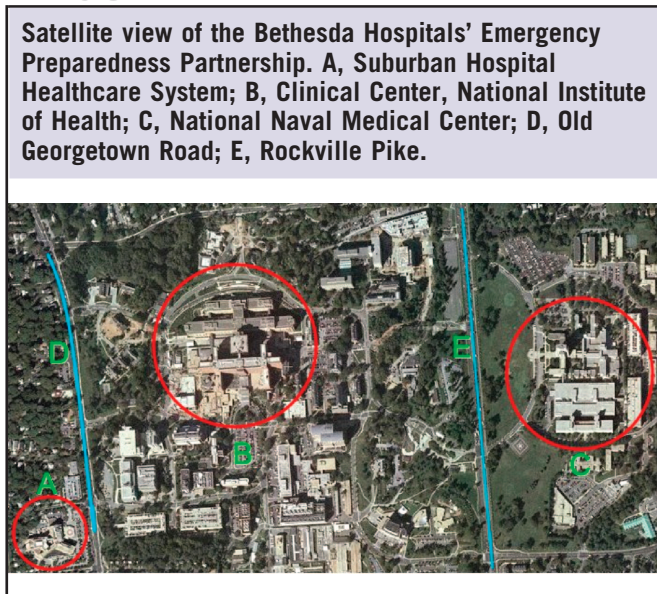 Satellite view of the Bethesda Hospitals' Emergency
Preparedness Partnership. A, Suburban Hospital
Healthcare System; B, Clinical Center, National Institute
of Health; C, National Naval Medical Center; D, Old
Georgetown Road; E, Rockville Pike.
D
E
A
B
C